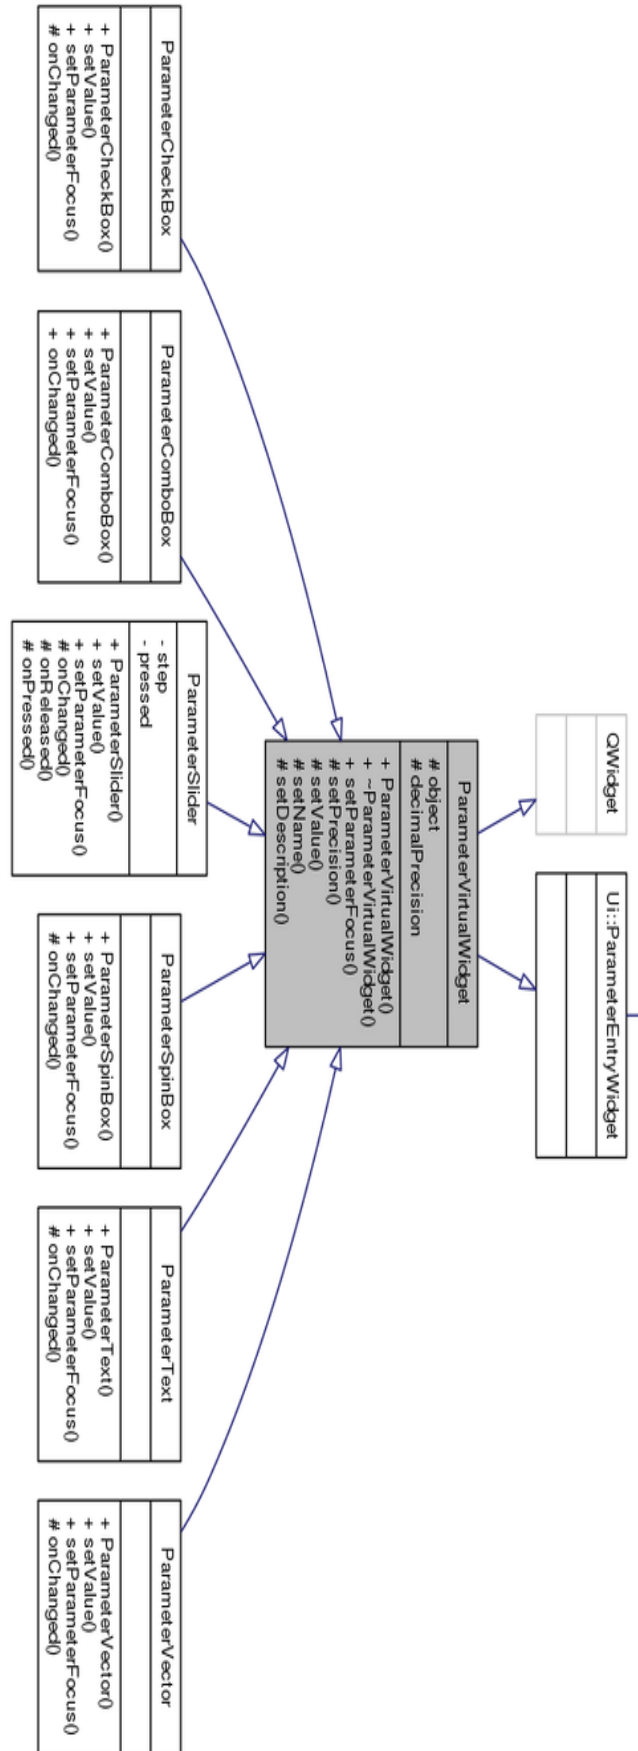 QWidget
Ui::ParameterEntryWidget
ParameterVirtualWidget
# object
# decimalPrecision
+ ParameterVirtualWidget()
+ ~ParameterVirtualWidget()
+ setParameterFocus()
# setPrecision()
# setValue()
# setName()
# setDescription()
ParameterCheckBox
+ ParameterCheckBox()
+ setValue()
+ setParameterFocus()
# onChanged()
ParameterComboBox
+ ParameterComboBox()
+ setValue()
+ setParameterFocus()
+ onChanged()
ParameterSlider
- step
- pressed
+ ParameterSlider()
+ setValue()
+ setParameterFocus()
# onChanged()
# onReleased()
# onPressed()
ParameterSpinBox
+ ParameterSpinBox()
+ setValue()
+ setParameterFocus()
# onChanged()
ParameterText
+ ParameterText()
+ setValue()
+ setParameterFocus()
# onChanged()
ParameterVector
+ ParameterVector()
+ setValue()
+ setParameterFocus()
# onChanged()